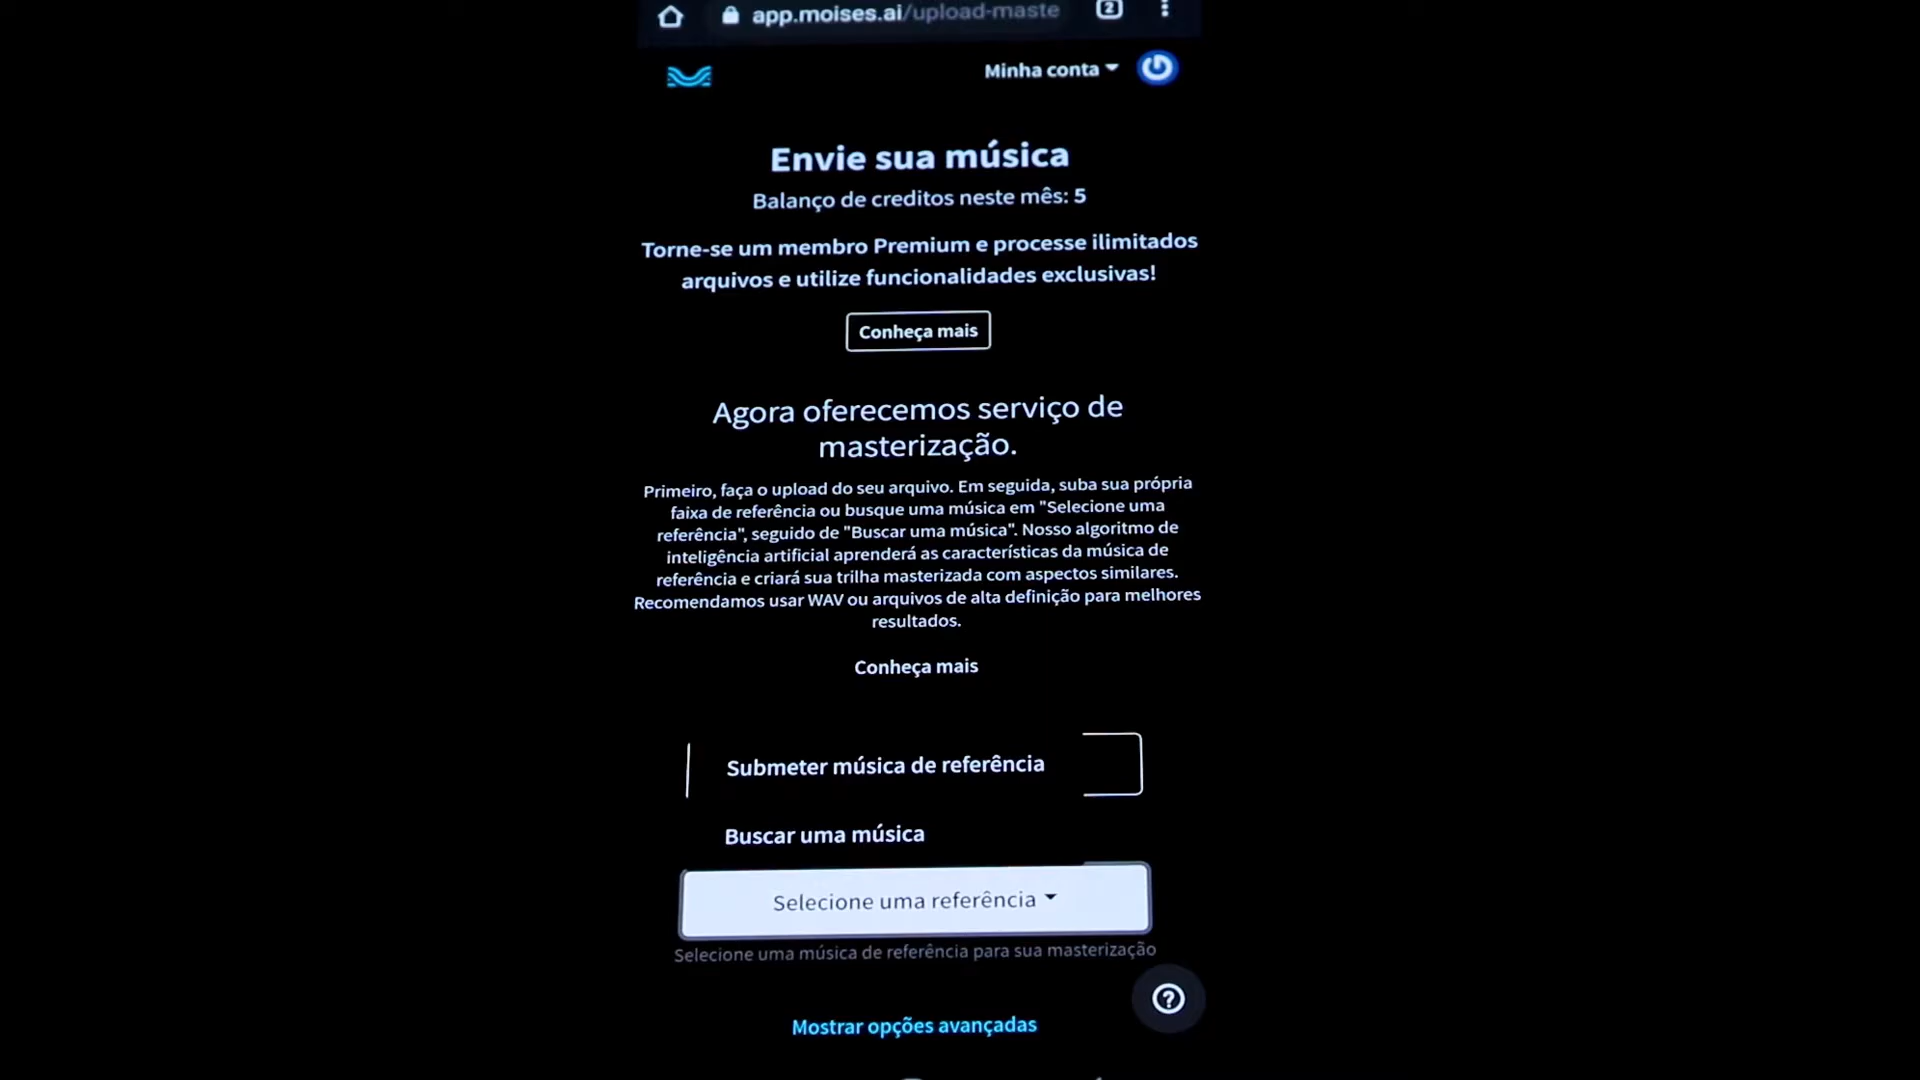 app.moises.ai/upload-maste
2
Minha conta
Envie sua música
Balanço de creditos neste mês: 5
Torne-se um membro Premium e processe ilimitados
arquivos e utilize funcionalidades exclusivas!
Conheça mais
Agora oferecemos serviço de
masterização.
Primeiro, faça o upload do seu arquivo. Em seguida, suba sua própria
faixa de referência ou busque uma música em "Selecione uma
referência", seguido de "Buscar uma música". Nosso algoritmo de
inteligência artificial aprenderá as características da música de
referência e criará sua trilha masterizada com aspectos similares.
Recomendamos usar WAV ou arquivos de alta definição para melhores
resultados.
Conheça mais
Submeter música de referência
Buscar uma música
Selecione uma referência
Selecione uma música de referência para sua masterização
?
Mostrar opções avançadas